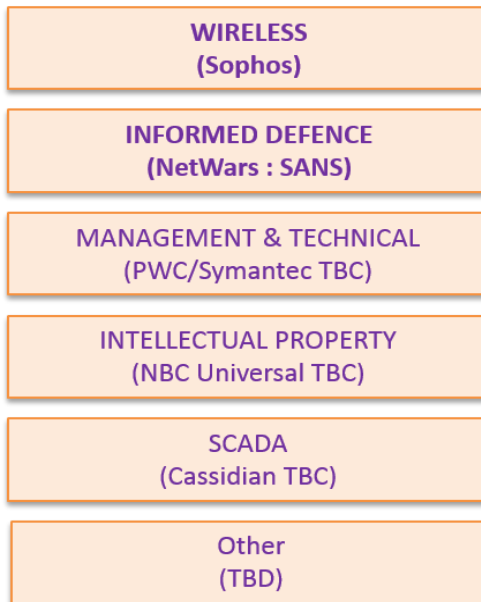 WIRELESS
(Sophos)
INFORMED DEFENCE
(NetWars : SANS)
MANAGEMENT & TECHNICAL
(PWC/Symantec TBC)
INTELLECTUAL PROPERTY
(NBC Universal TBC)
SCADA
(Cassidian TBC)
Other
(TBD)